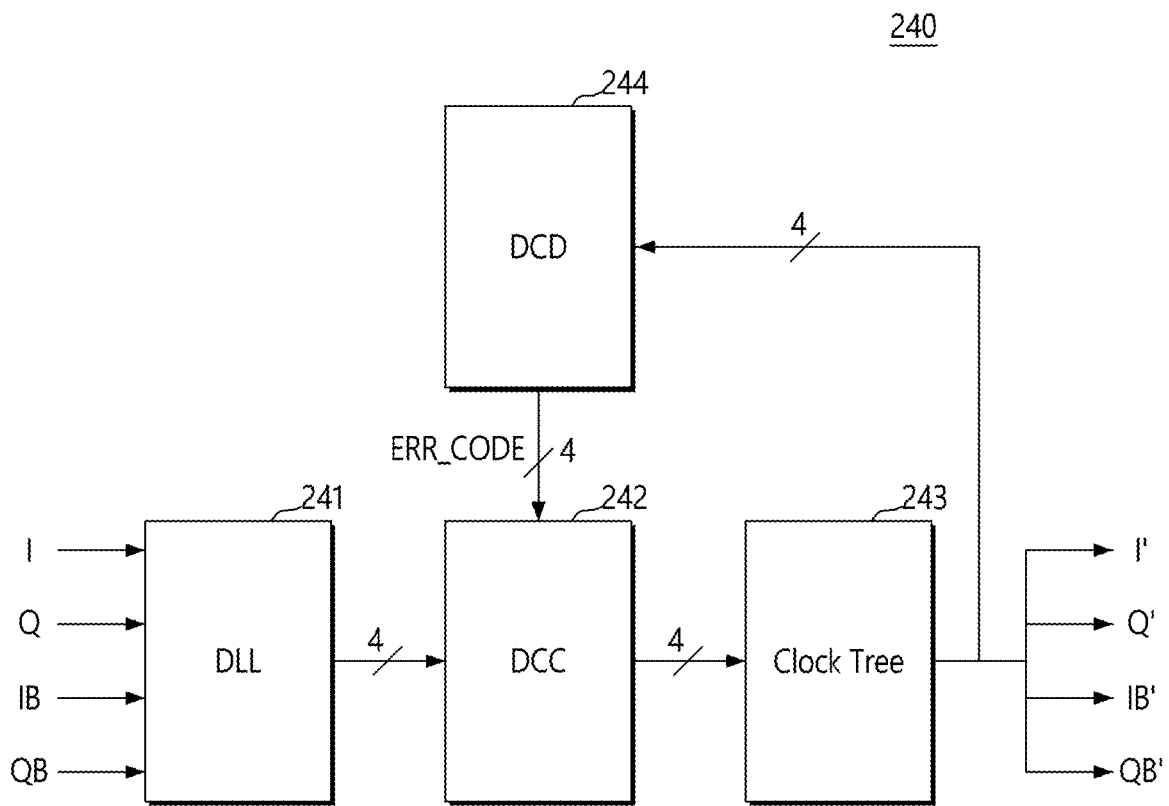 240
244
DCD
4
ERR_CODE
4
241
242
243
I
Q
IB
QB
DLL
4
DCC
4
Clock Tree
I'
Q'
IB'
QB'